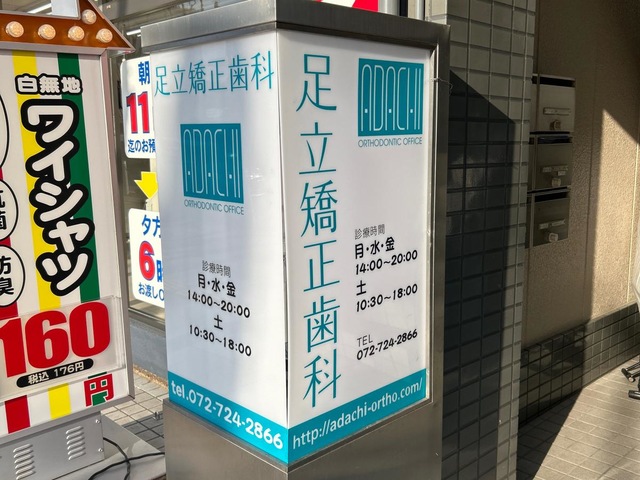 白無地
ワイシャツ
防臭
160
円
税込 176円
朝
11
迄のお預
夕方
6時
お渡し
足立矯正歯科
ADACHI
ORTHODONTIC OFFICE
診療時間
月・水・金
14:00~20:00
土
10:30~18:00
tel.072-724-2866
足立矯正歯科
ADACHI
ORTHODONTIC OFFICE
診療時間
月・水・金
14:00~20:00
土
10:30~18:00
TEL
072-724-2866
http://adachi-ortho.com/